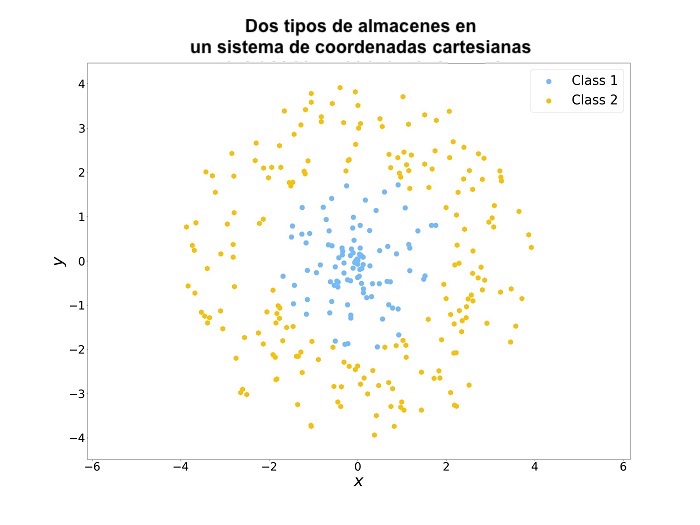 Dos tipos de almacenes en
un sistema de coordenadas cartesianas
Class 1
Class 2
4
3
2
1
0
−1
−2
−3
−4
y
−6 −4 −2 0 2 4 6
x